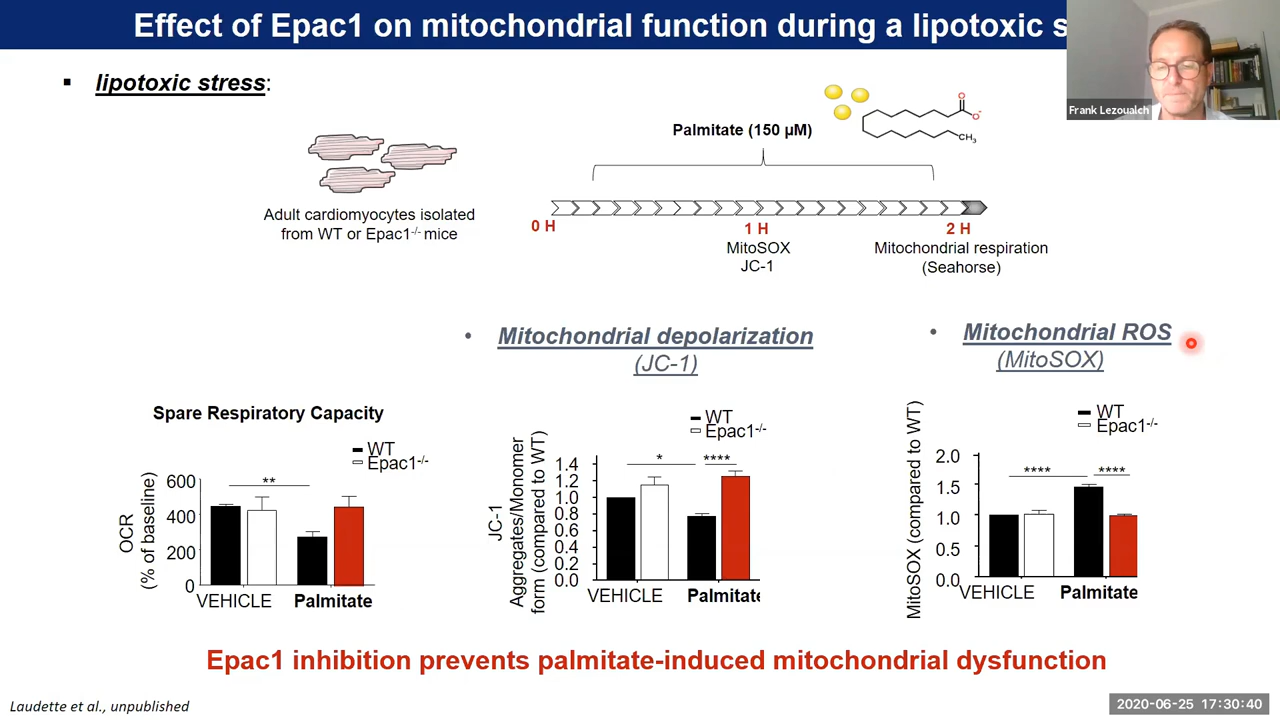 Effect of Epac1 on mitochondrial function during a lipotoxic s
Frank Lezoualch
▪ lipotoxic stress:
Palmitate (150 µM)
O
O-
CH3
Adult cardiomyocytes isolated
from WT or Epac1-/- mice
0 H
1 H
MitoSOX
JC-1
2 H
Mitochondrial respiration
(Seahorse)
• Mitochondrial depolarization
(JC-1)
• Mitochondrial ROS
(MitoSOX)
Spare Respiratory Capacity
WT
Epac1-/-
OCR
(% of baseline)
600
400
200
0
**
VEHICLE
Palmitate
WT
Epac1-/-
JC-1
Aggregates/Monomer
form (compared to WT)
1.4
1.0
0.8
0.6
0.4
0.2
0.0
*
****
VEHICLE
Palmitate
WT
Epac1-/-
MitoSOX (compared to WT)
2.0
1.5
1.0
0.5
0.0
****
****
VEHICLE
Palmitate
Epac1 inhibition prevents palmitate-induced mitochondrial dysfunction
Laudette et al., unpublished
2020-06-25 17:30:40